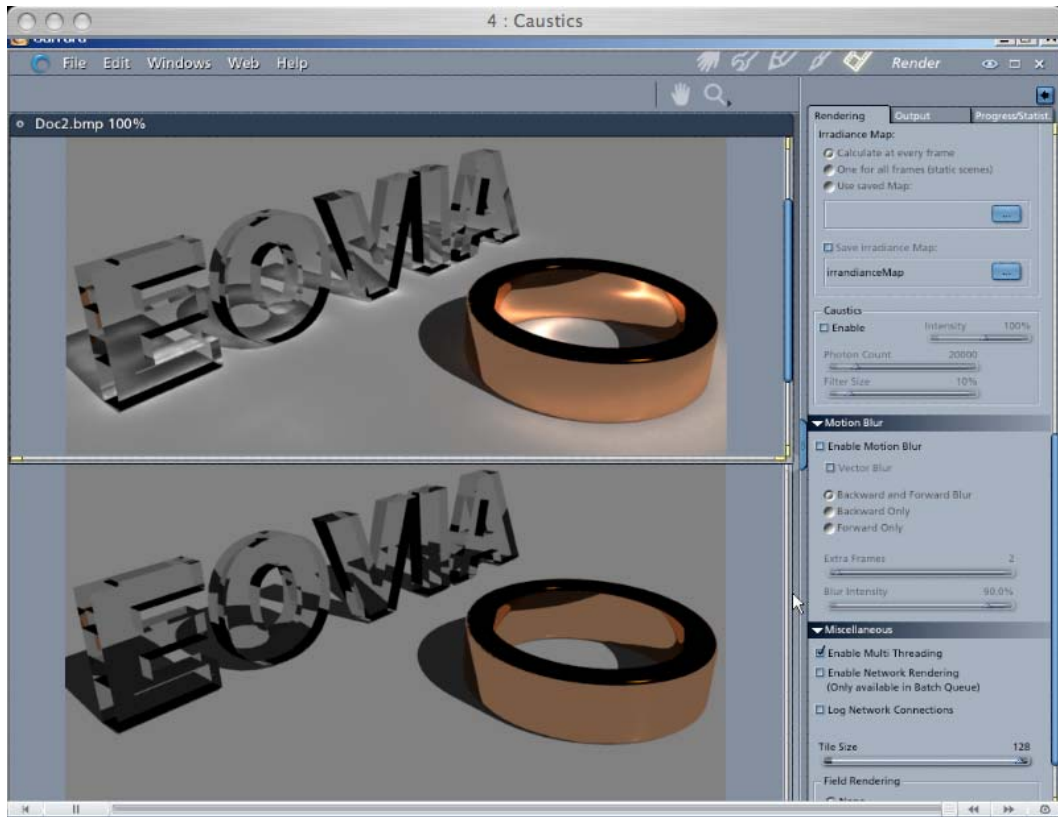 4 : Caustics
File Edit Windows Web Help
Render
Doc2.bmp 100%
Rendering Output Progress/Statist.
Irradiance Map:
Calculate at every frame
One for all frames (static scenes)
Use saved Map:
...
Save irradiance Map:
irrandianceMap ...
Caustics
Enable Intensity 100%
Photon Count 20000
Filter Size 10%
Motion Blur
Enable Motion Blur
Vector Blur
Backward and Forward Blur
Backward Only
Forward Only
Extra Frames 2
Blur Intensity 90.0%
Miscellaneous
Enable Multi Threading
Enable Network Rendering
(Only available in Batch Queue)
Log Network Connections
Tile Size 128
Field Rendering
EOVIA
EOVIA